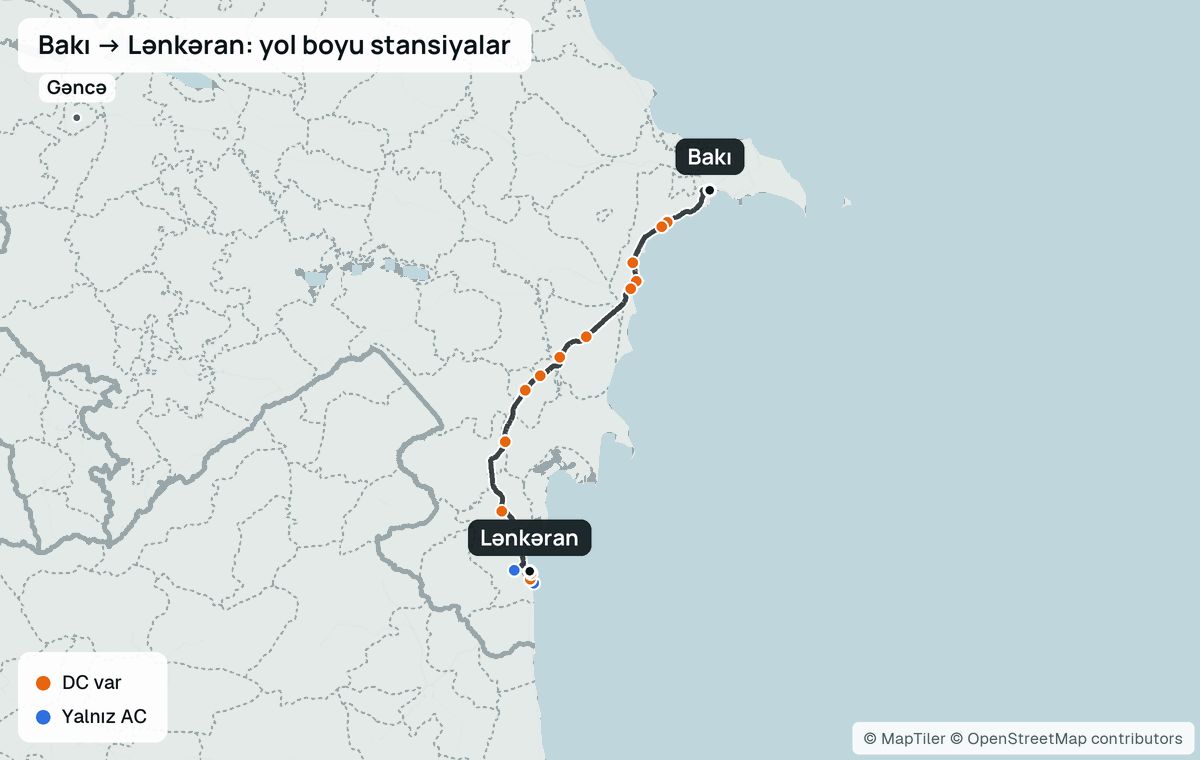 Bakı → Lənkəran: yol boyu stansiyalar
Gəncə
Bakı
Lənkəran
DC var
Yalnız AC
© MapTiler © OpenStreetMap contributors